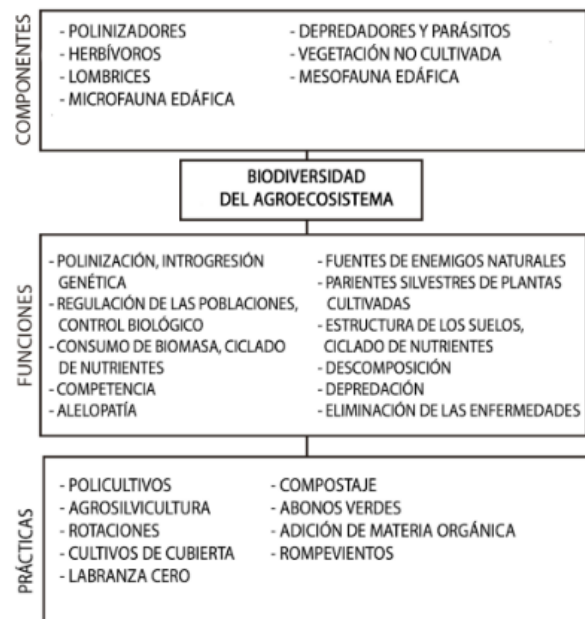 COMPONENTES
- POLINIZADORES
- HERBÍVOROS
- LOMBRICES
- MICROFAUNA EDÁFICA
- DEPREDADORES Y PARÁSITOS
- VEGETACIÓN NO CULTIVADA
- MESOFAUNA EDÁFICA
BIODIVERSIDAD
DEL AGROECOSISTEMA
FUNCIONES
- POLINIZACIÓN, INTROGRESIÓN
GENÉTICA
- REGULACIÓN DE LAS POBLACIONES,
CONTROL BIOLÓGICO
- CONSUMO DE BIOMASA, CICLADO
DE NUTRIENTES
- COMPETENCIA
- ALELOPATÍA
- FUENTES DE ENEMIGOS NATURALES
- PARIENTES SILVESTRES DE PLANTAS
CULTIVADAS
- ESTRUCTURA DE LOS SUELOS,
CICLADO DE NUTRIENTES
- DESCOMPOSICIÓN
- DEPREDACIÓN
- ELIMINACIÓN DE LAS ENFERMEDADES
PRÁCTICAS
- POLICULTIVOS
- AGROSILVICULTURA
- ROTACIONES
- CULTIVOS DE CUBIERTA
- LABRANZA CERO
- COMPOSTAJE
- ABONOS VERDES
- ADICIÓN DE MATERIA ORGÁNICA
- ROMPEVIENTOS